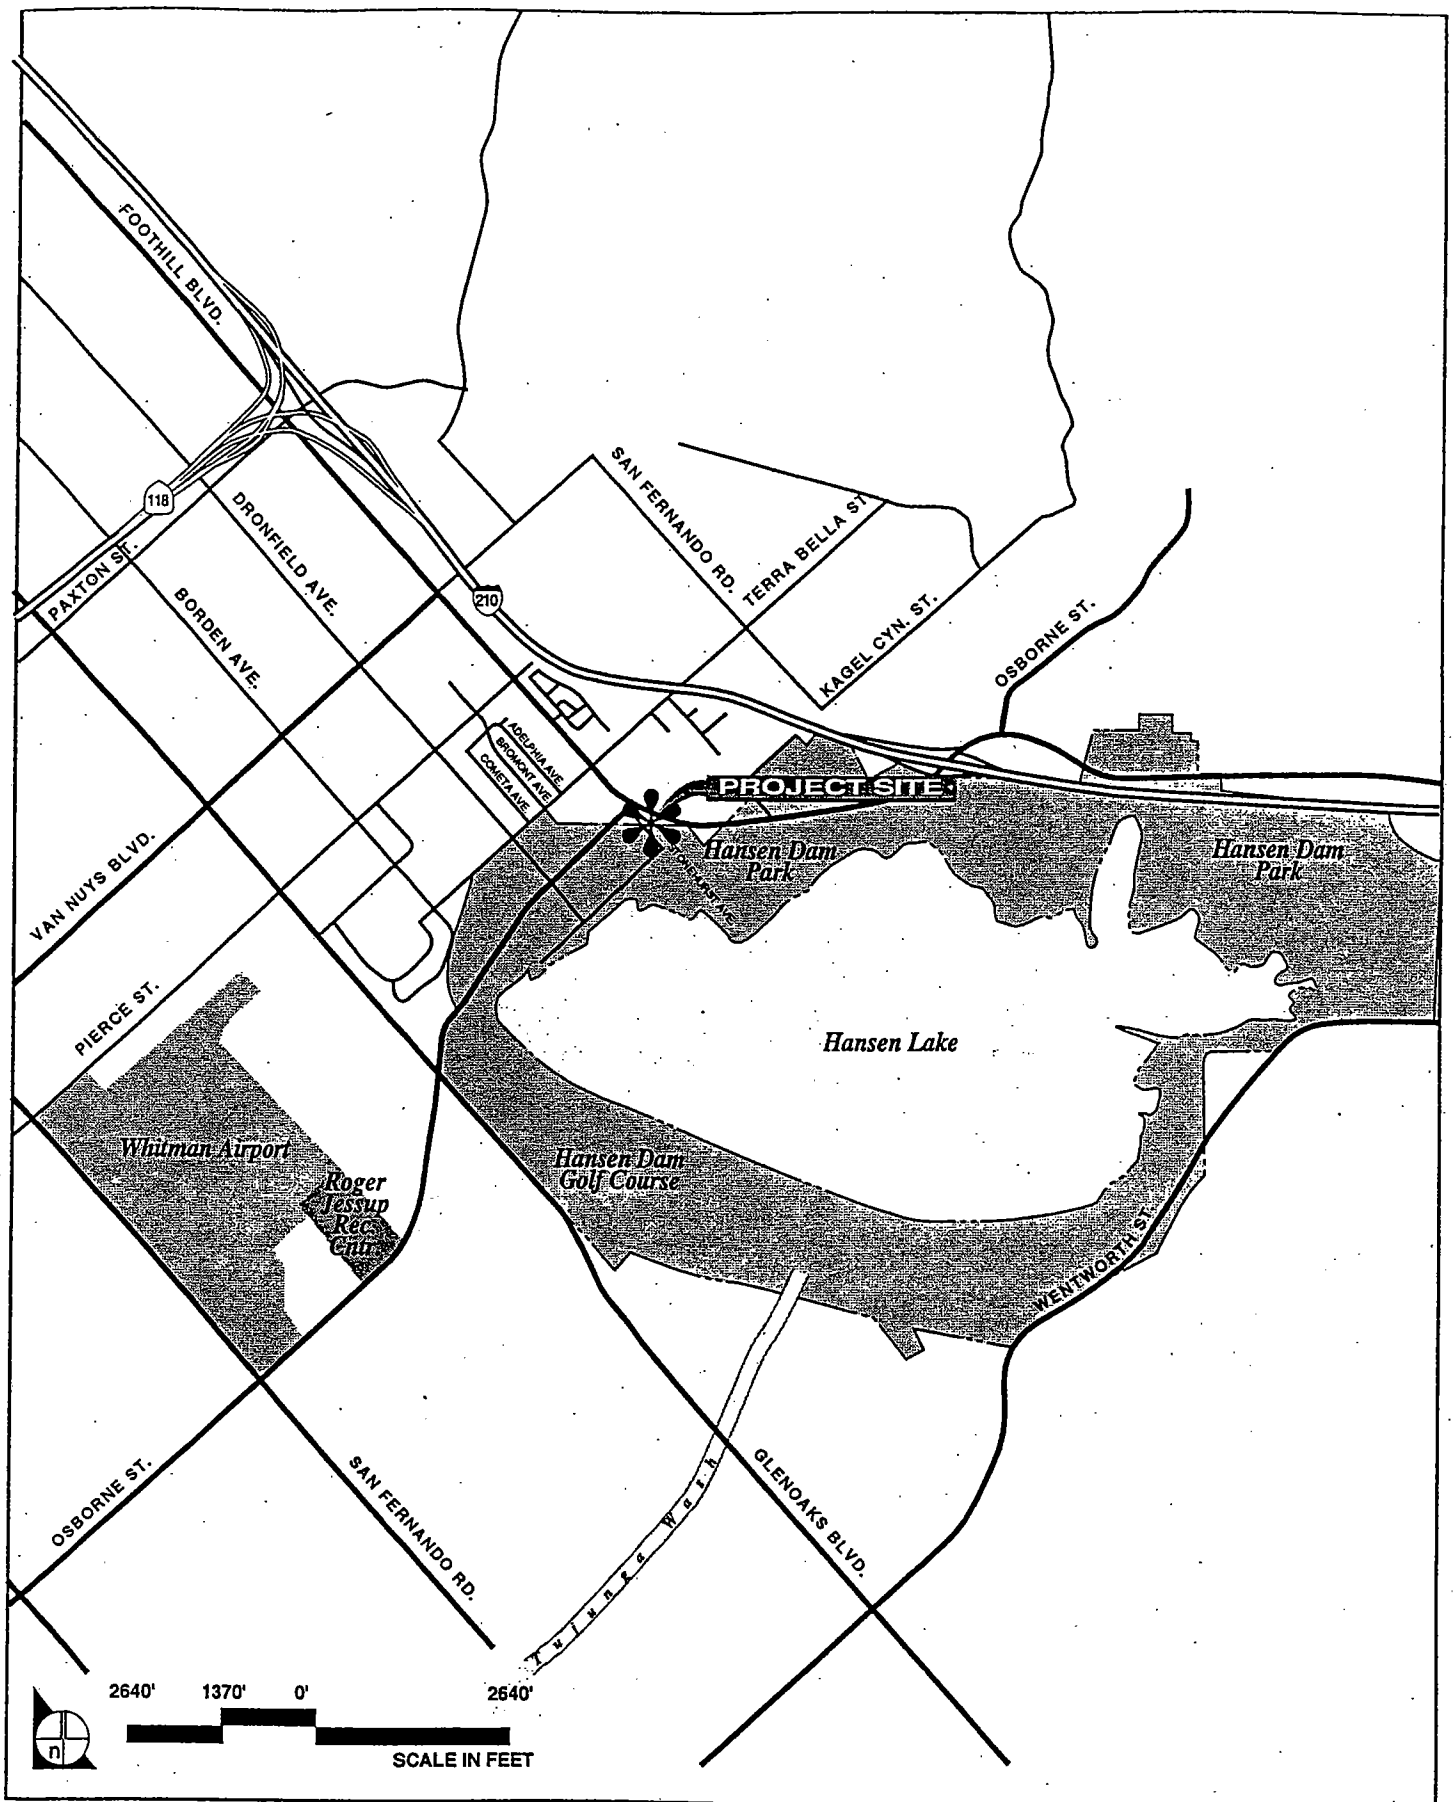 FOOTHILL BLVD.
118
PAXTON ST.
DRONFIELD AVE.
BORDEN AVE.
SAN FERNANDO RD.
TERRA BELLA ST.
210
KAGEL CYN. ST.
OSBORNE ST.
ADELPHIA AVE.
BROMONT AVE.
COMETA AVE.
PROJECT SITE
STONEHURST AVE.
Hansen Dam
Park
Hansen Dam
Park
VAN NUYS BLVD.
PIERCE ST.
Hansen Lake
Whitman Airport
Roger
Jessup
Rec.
Cntr.
Hansen Dam
Golf Course
WENTWORTH ST.
OSBORNE ST.
SAN FERNANDO RD.
Tujunga Wash
GLENOAKS BLVD.
2640' 1370' 0' 2640'
n
SCALE IN FEET